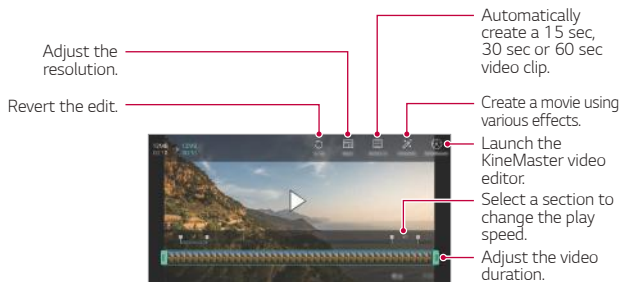 Automatically
create a 15 sec,
30 sec or 60 sec
video clip.
Adjust the
resolution.
Revert the edit.
Create a movie using
various effects.
Launch the
KineMaster video
editor.
Select a section to
change the play
speed.
Adjust the video
duration.